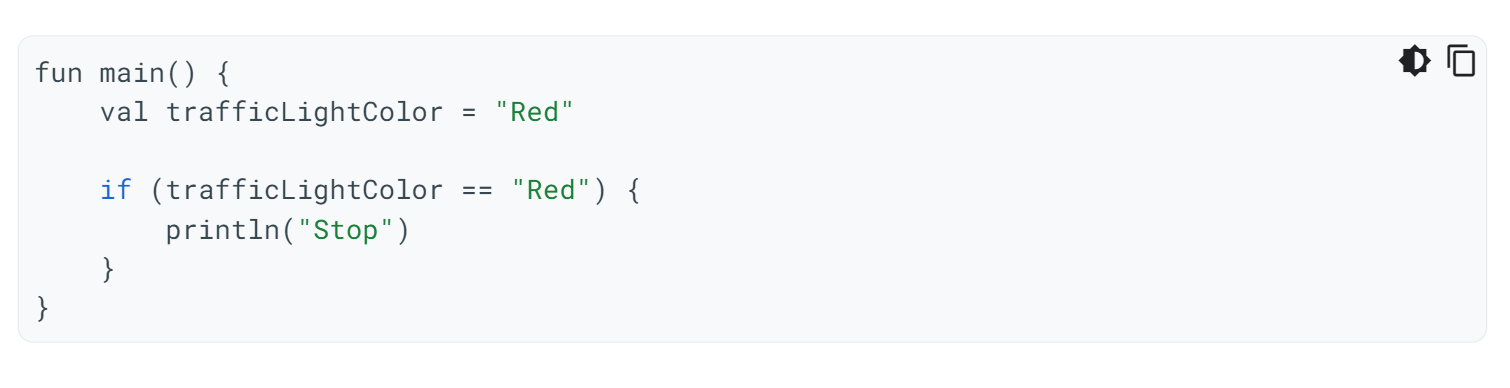 fun main() {
    val trafficLightColor = "Red"

    if (trafficLightColor == "Red") {
        println("Stop")
    }
}